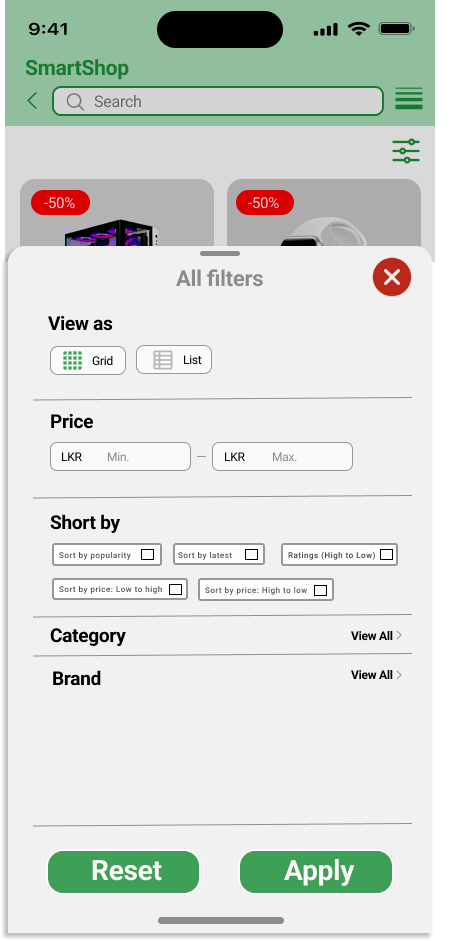 9:41
SmartShop
Search
-50% -50%
All filters
View as
Grid List
Price
LKR Min. – LKR Max.
Short by
Sort by popularity Sort by latest Ratings (High to Low)
Sort by price: Low to high Sort by price: High to low
Category View All >
Brand View All >
Reset Apply